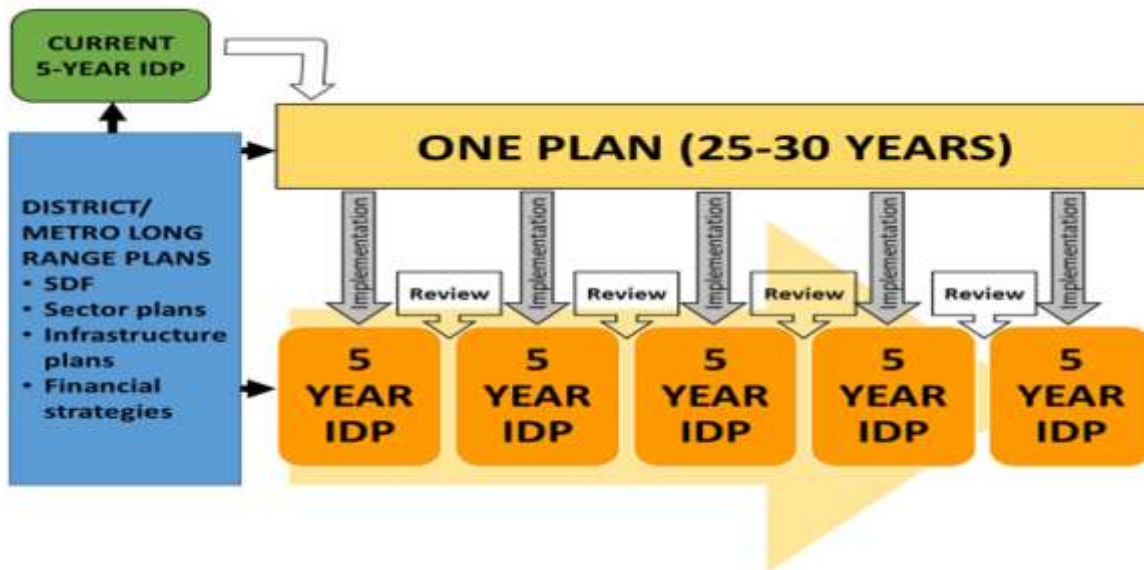 CURRENT
5-YEAR IDP
ONE PLAN (25-30 YEARS)
DISTRICT/
METRO LONG
RANGE PLANS
• SDF
• Sector plans
• Infrastructure
plans
• Financial
strategies
Implementation
Implementation
Implementation
Implementation
Implementation
Review
Review
Review
Review
5
YEAR
IDP
5
YEAR
IDP
5
YEAR
IDP
5
YEAR
IDP
5
YEAR
IDP